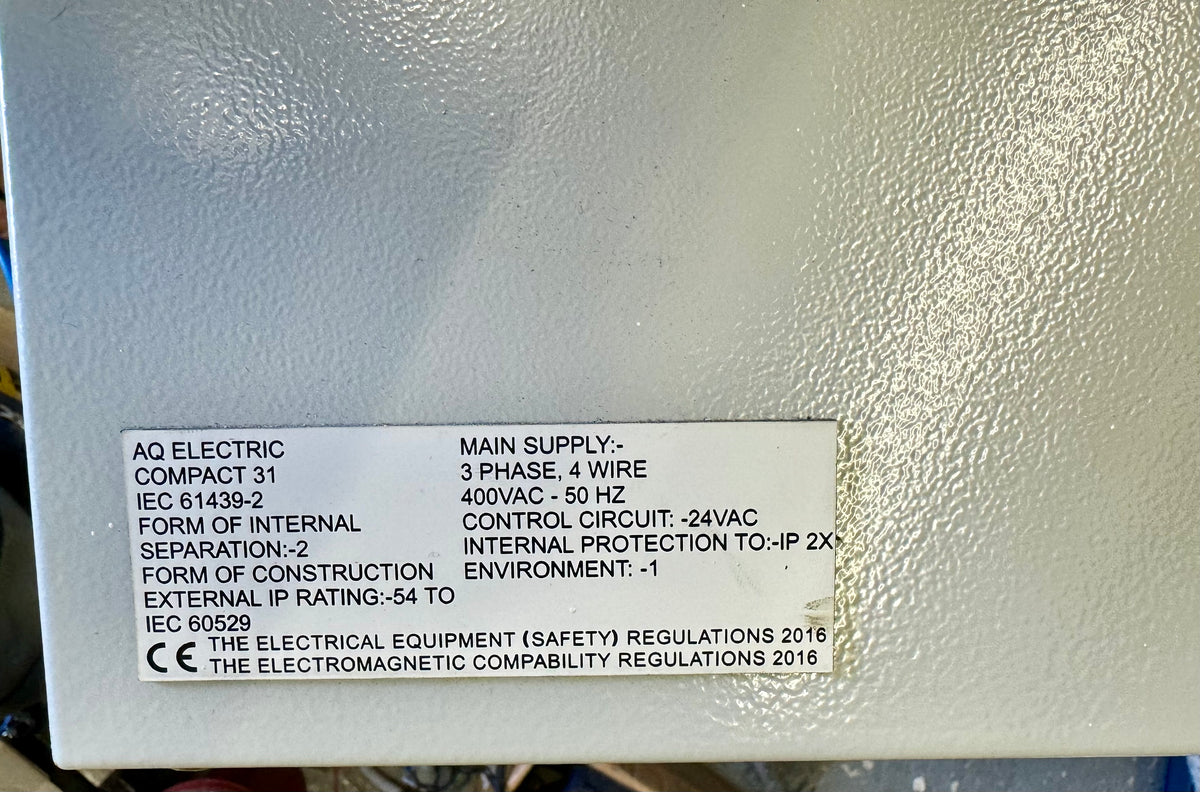 AQ ELECTRIC
COMPACT 31
IEC 61439-2
FORM OF INTERNAL
SEPARATION:-2
FORM OF CONSTRUCTION
EXTERNAL IP RATING:-54 TO
IEC 60529
MAIN SUPPLY:-
3 PHASE, 4 WIRE
400VAC - 50 HZ
CONTROL CIRCUIT: -24VAC
INTERNAL PROTECTION TO:-IP 2X
ENVIRONMENT: -1
CE THE ELECTRICAL EQUIPMENT (SAFETY) REGULATIONS 2016
THE ELECTROMAGNETIC COMPABILITY REGULATIONS 2016